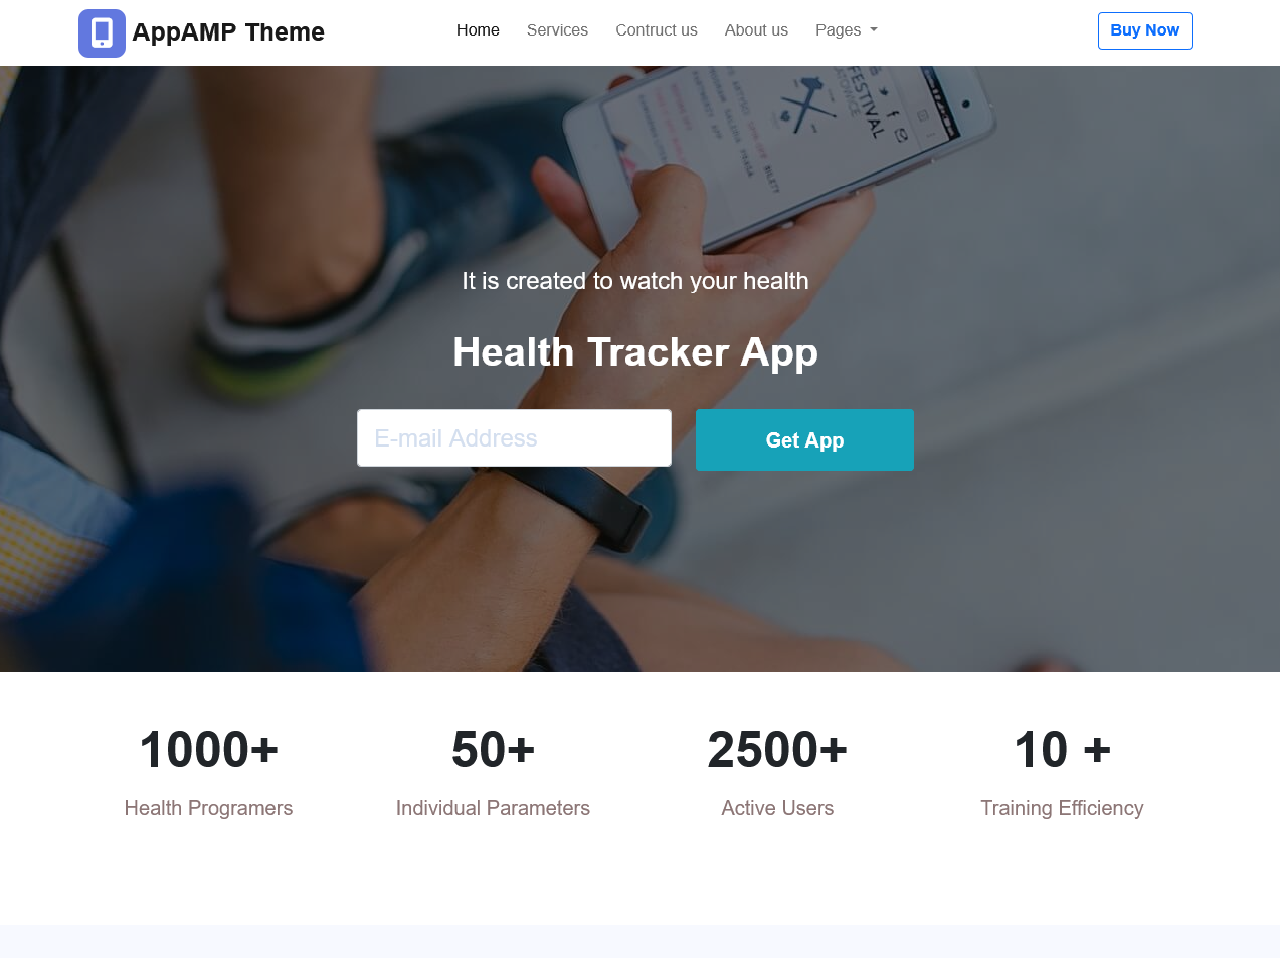 AppAMP Theme
Home
Services
Contruct us
About us
Pages
Buy Now
FESTIVAL
It is created to watch your health
Health Tracker App
E-mail Address
Get App
1000+
50+
2500+
10 +
Health Programers
Individual Parameters
Active Users
Training Efficiency